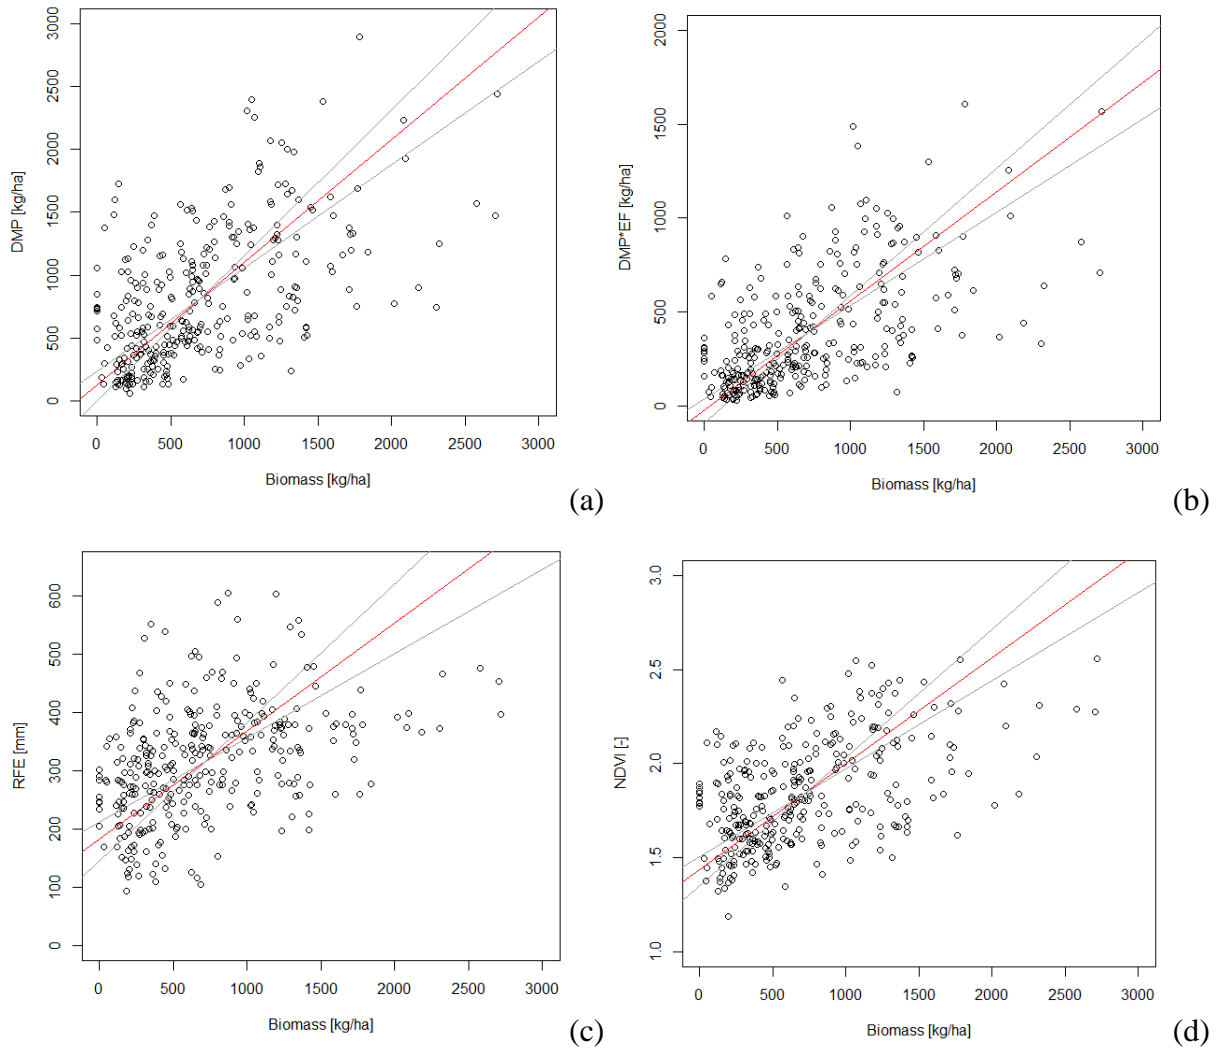 DMP [kg/ha]
0 500 1000 1500 2000 2500 3000
0 500 1000 1500 2000 2500 3000
Biomass [kg/ha]
(a)
DMP*EF [kg/ha]
0 500 1000 1500 2000
0 500 1000 1500 2000 2500 3000
Biomass [kg/ha]
(b)
RFE [mm]
0 100 200 300 400 500 600
0 500 1000 1500 2000 2500 3000
Biomass [kg/ha]
(c)
NDVI [-]
1.0 1.5 2.0 2.5 3.0
0 500 1000 1500 2000 2500 3000
Biomass [kg/ha]
(d)